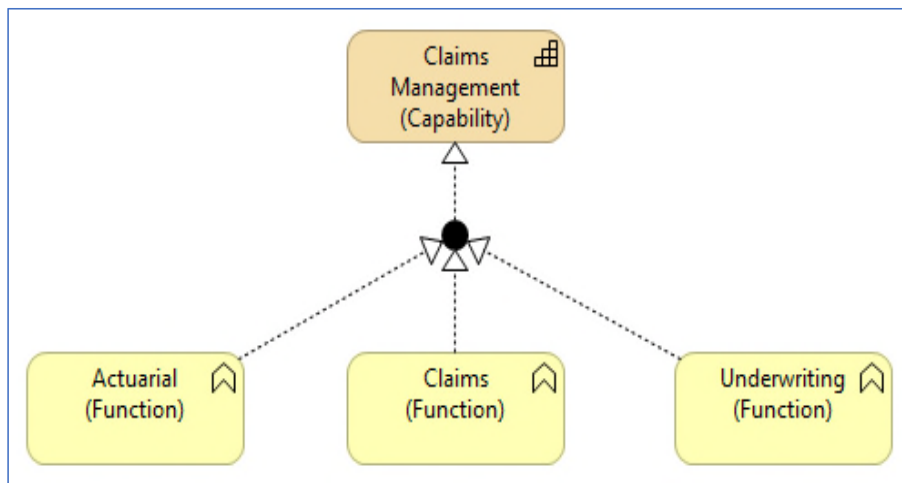 Claims
Management
(Capability)
Actuarial
(Function)
Claims
(Function)
Underwriting
(Function)